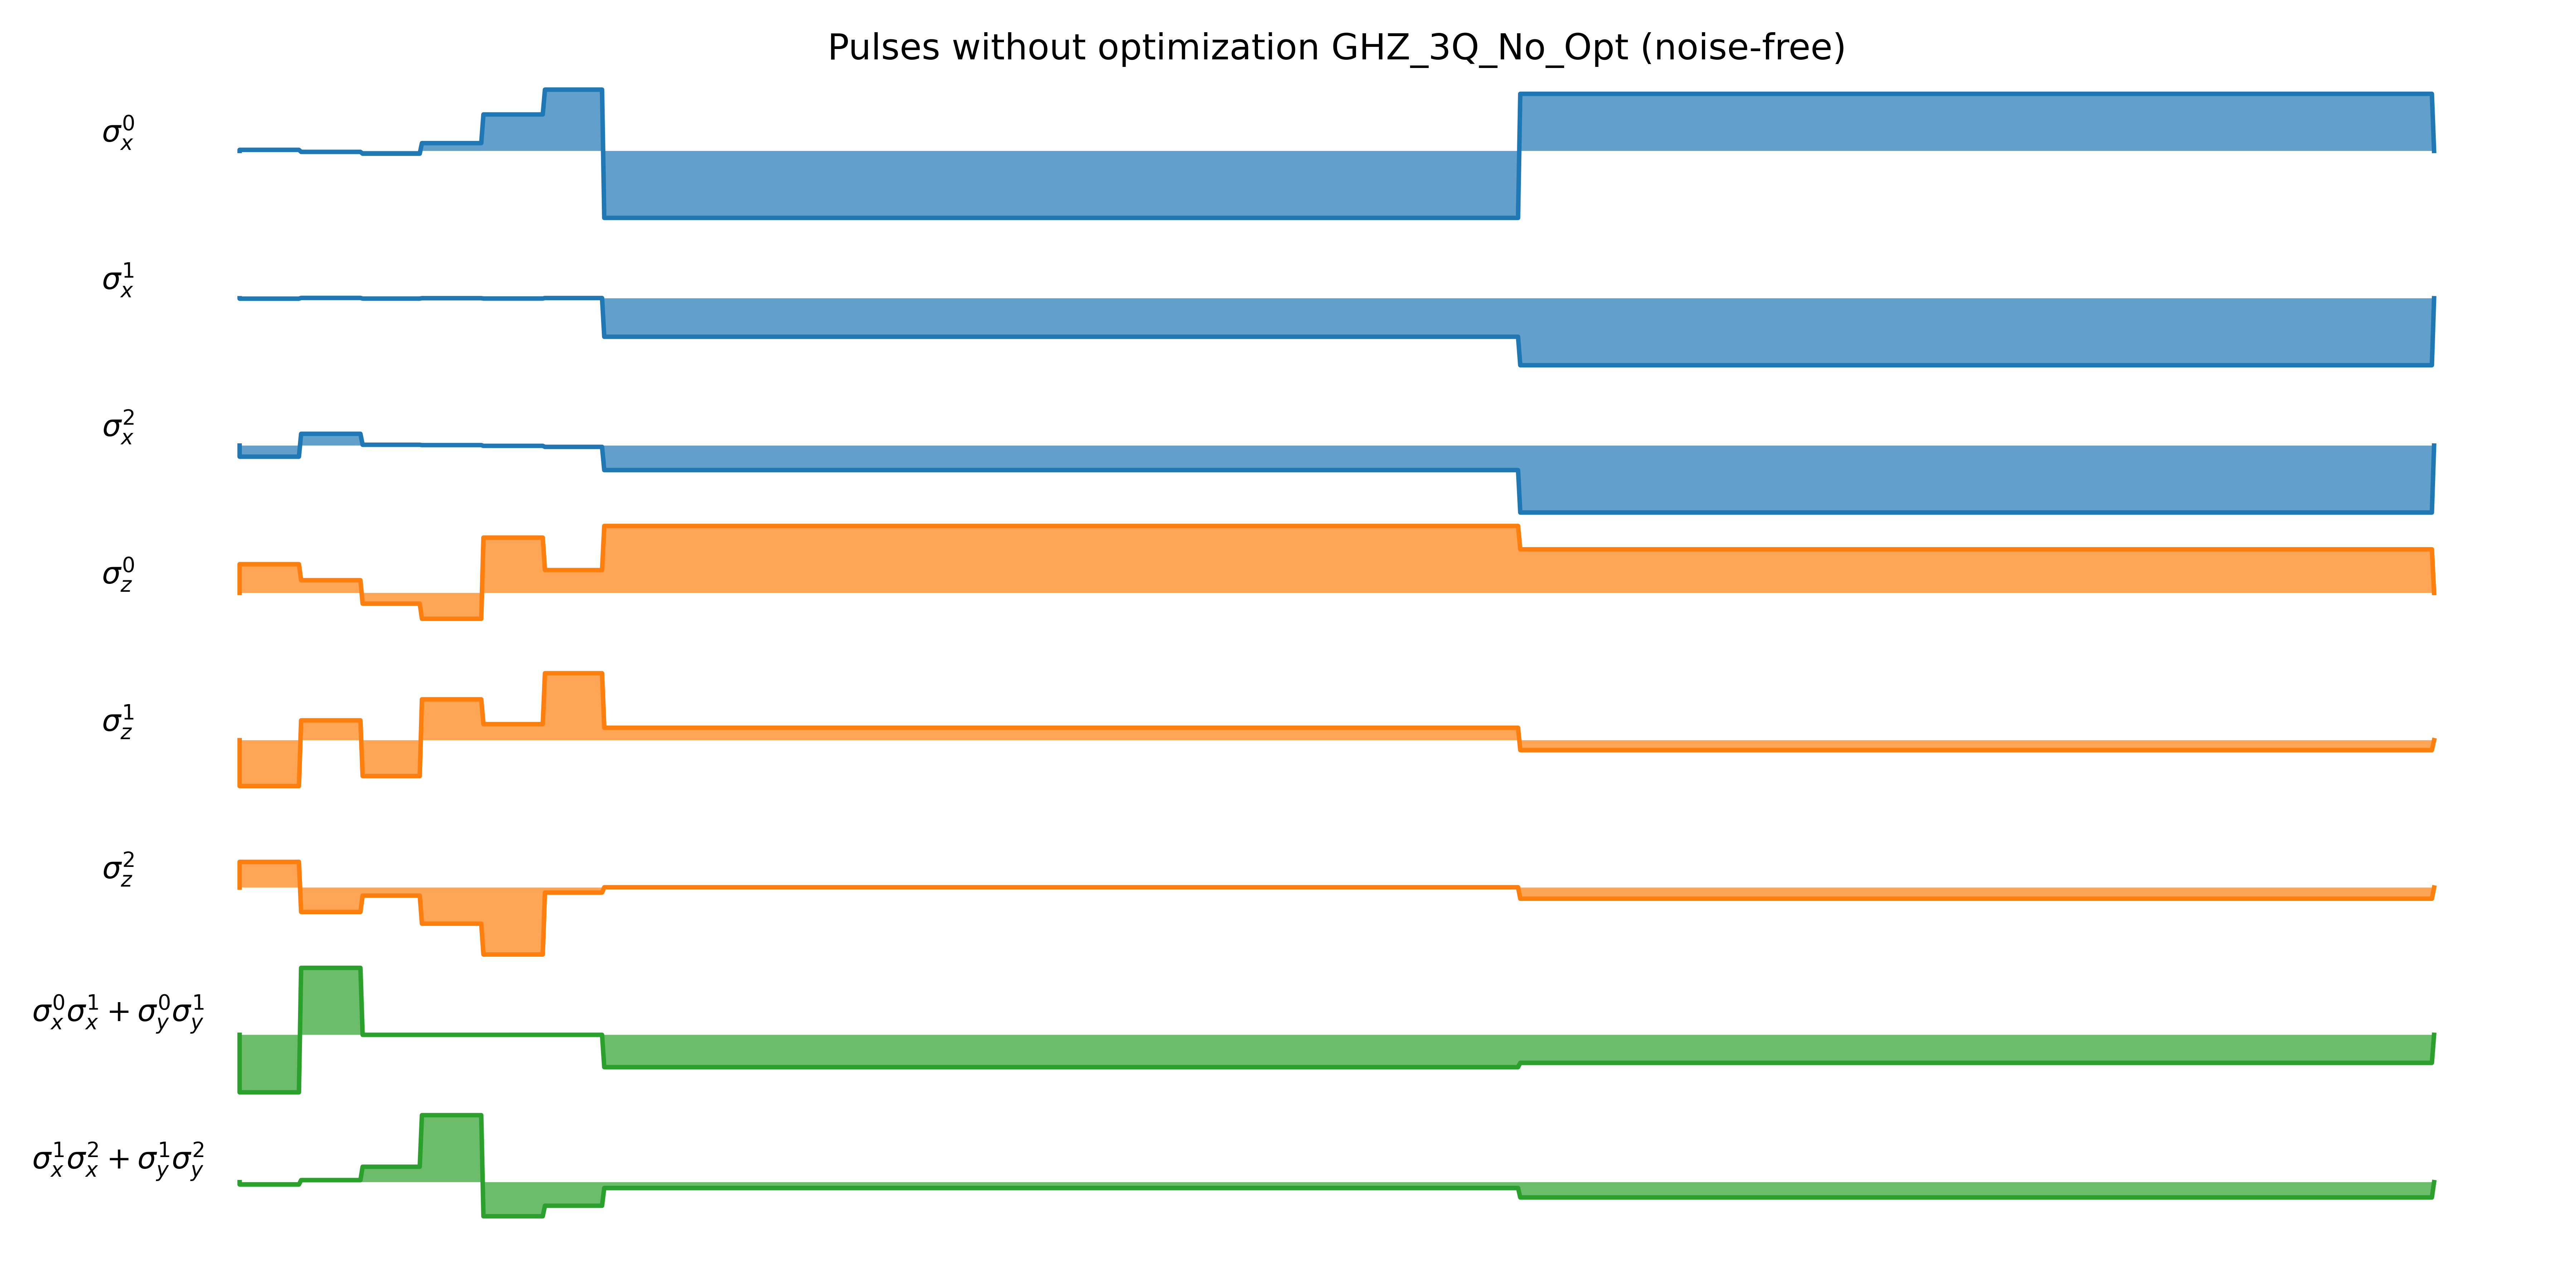 Pulses without optimization GHZ_3Q_No_Opt (noise-free)
σ_x^0
σ_x^1
σ_x^2
σ_z^0
σ_z^1
σ_z^2
σ_x^0σ_x^1 + σ_y^0σ_y^1
σ_x^1σ_x^2 + σ_y^1σ_y^2